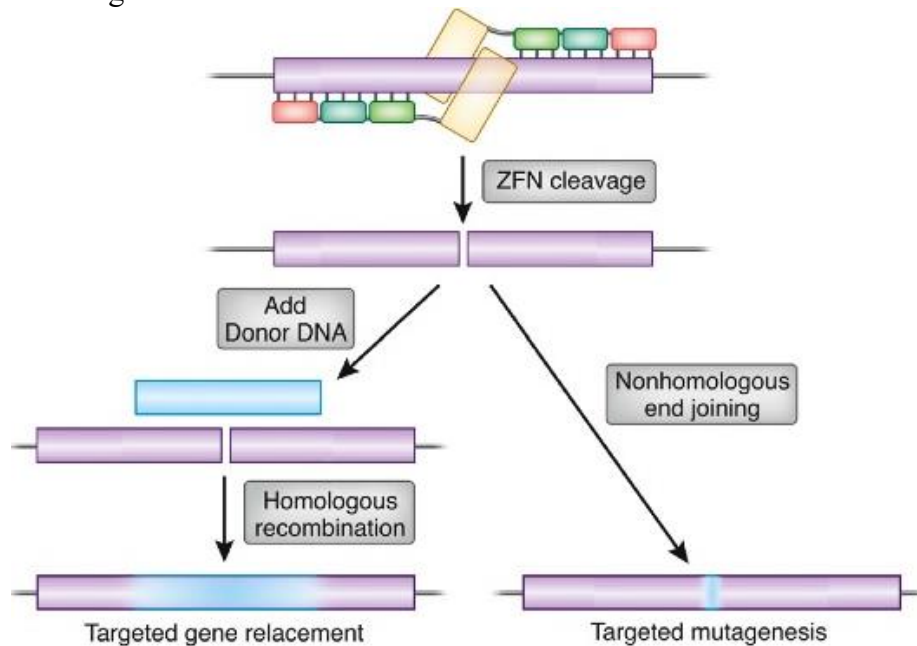 ZFN cleavage
Add
Donor DNA
Nonhomologous
end joining
Homologous
recombination
Targeted gene relacement
Targeted mutagenesis